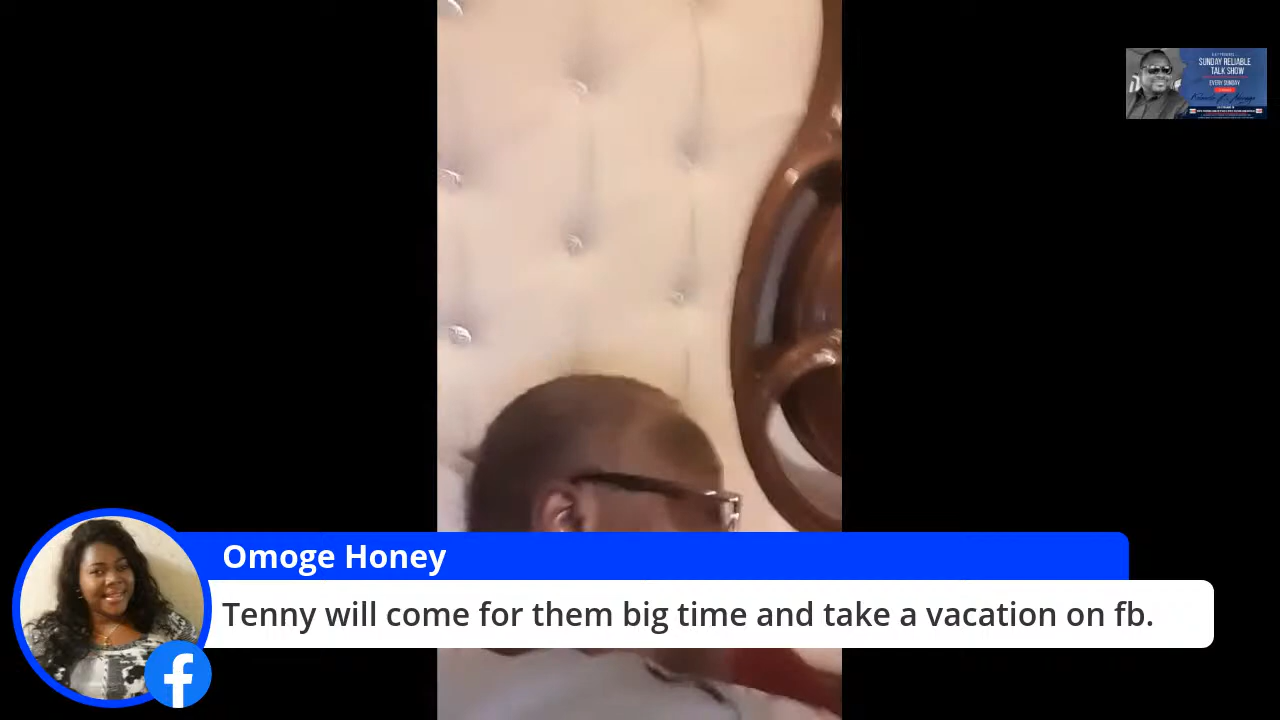 SUNDAY RELIABLE
TALK SHOW
EVERY SUNDAY
Omoge Honey
Tenny will come for them big time and take a vacation on fb.